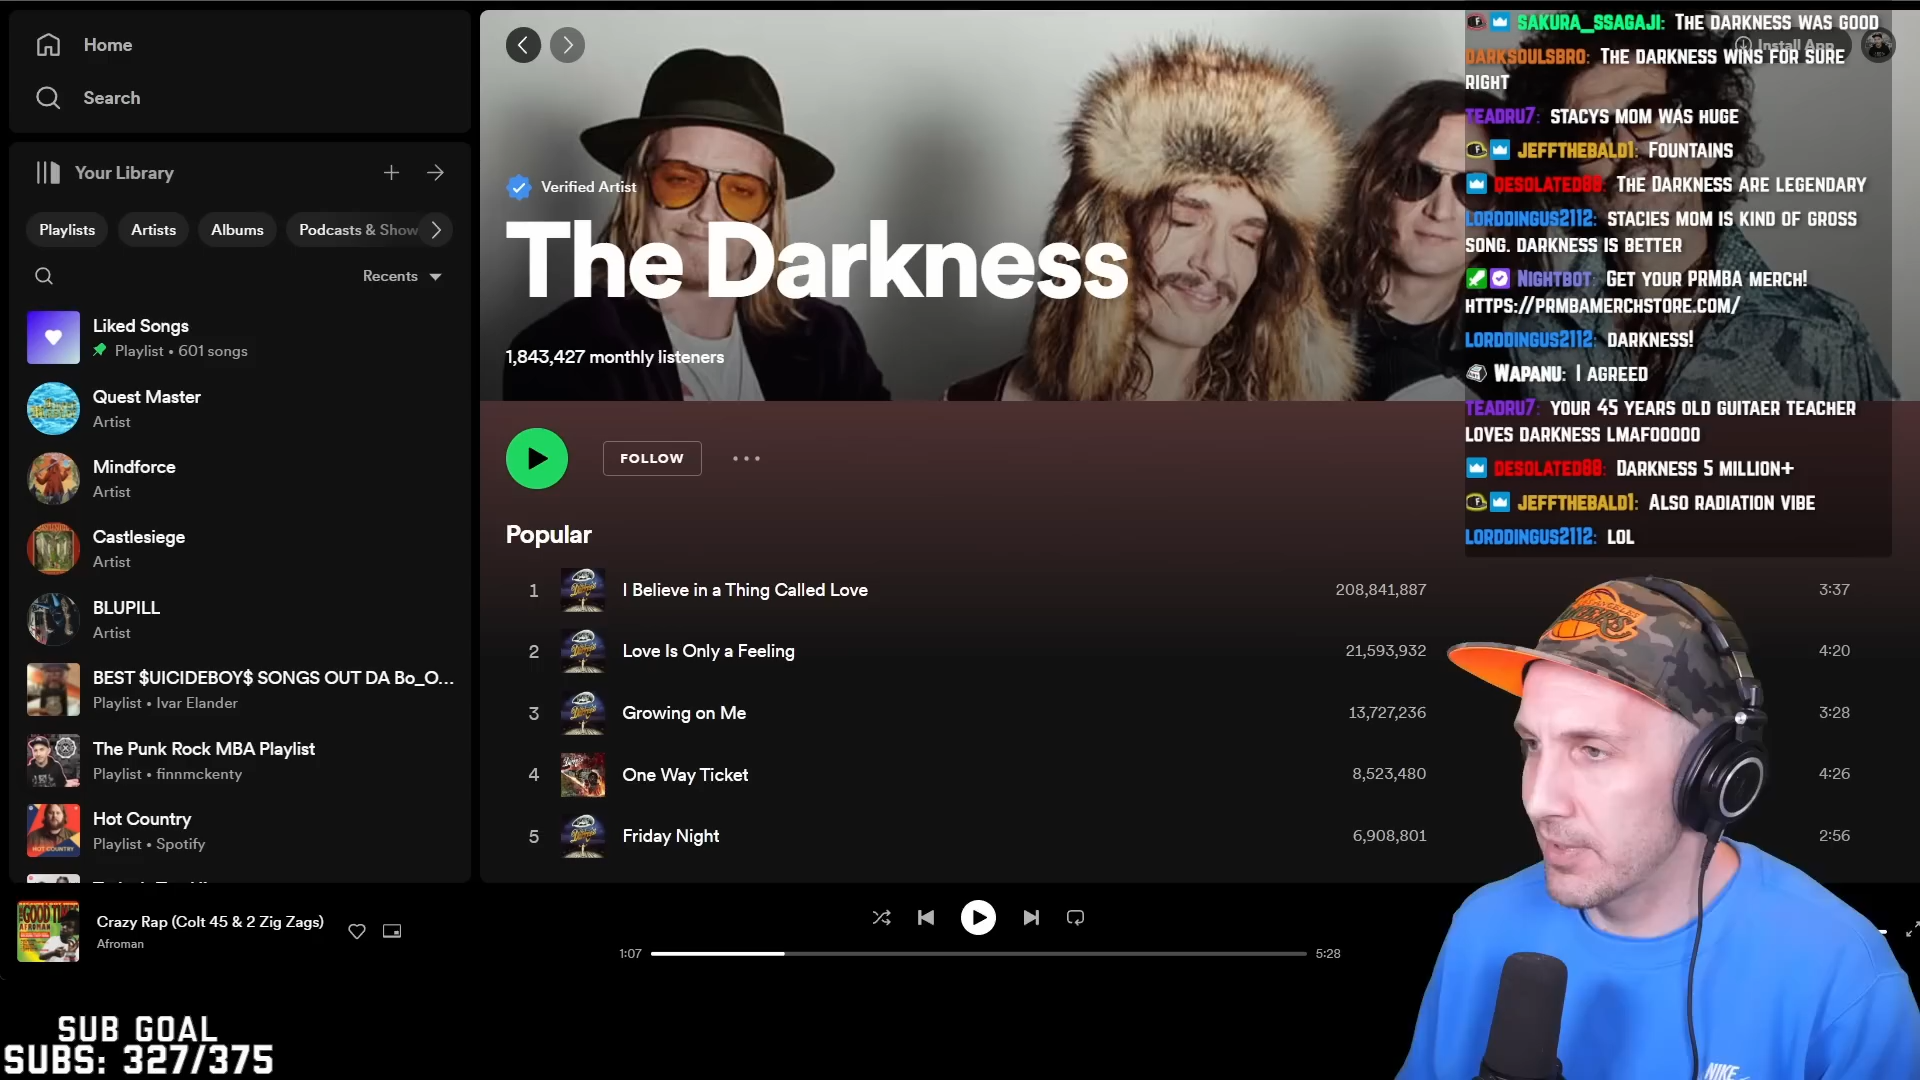 Home
Search
Your Library
Playlists
Artists
Albums
Podcasts & Show
Recents
Liked Songs
Playlist • 601 songs
Quest Master
Artist
Mindforce
Artist
Castlesiege
Artist
BLUPILL
Artist
BEST $UICIDEBOY$ SONGS OUT DA Bo_O...
Playlist • Ivar Elander
The Punk Rock MBA Playlist
Playlist • finnmckenty
Hot Country
Playlist • Spotify
HOT COUNTRY
Verified Artist
The Darkness
1,843,427 monthly listeners
FOLLOW
Popular
1 I Believe in a Thing Called Love 208,841,887 3:37
2 Love Is Only a Feeling 21,593,932 4:20
3 Growing on Me 13,727,236 3:28
4 One Way Ticket 8,523,480 4:26
5 Friday Night 6,908,801 2:56
Install App
SAKURA_SSAGAJI: THE DARKNESS WAS GOOD
DARKSOULSBRO: THE DARKNESS WINS FOR SURE
RIGHT
TEADRU7: STACYS MOM WAS HUGE
JEFFTHEBALD1: FOUNTAINS
DESOLATED88: THE DARKNESS ARE LEGENDARY
LORDDINGUS2112: STACIES MOM IS KIND OF GROSS
SONG. DARKNESS IS BETTER
NIGHTBOT: GET YOUR PRMBA MERCH!
HTTPS://PRMBAMERCHSTORE.COM/
LORDDINGUS2112: DARKNESS!
WAPANU: I AGREED
TEADRU7: YOUR 45 YEARS OLD GUITAER TEACHER
LOVES DARKNESS LMAFOOOOO
DESOLATED88: DARKNESS 5 MILLION+
JEFFTHEBALD1: ALSO RADIATION VIBE
LORDDINGUS2112: LOL
Crazy Rap (Colt 45 & 2 Zig Zags)
Afroman
GOOD TIMES
AFROMAN
1:07
5:28
SUB GOAL
SUBS: 327/375
NIKE